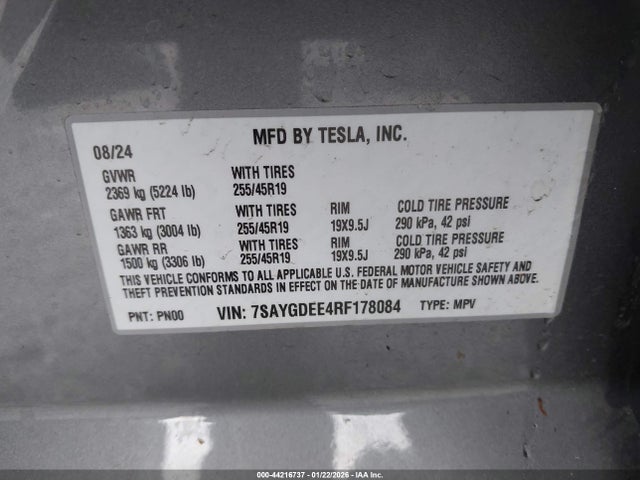 MFD BY TESLA, INC.
08/24
GVWR WITH TIRES
2369 kg (5224 lb) 255/45R19
GAWR FRT WITH TIRES RIM COLD TIRE PRESSURE
1363 kg (3004 lb) 255/45R19 19X9.5J 290 kPa, 42 psi
GAWR RR WITH TIRES RIM COLD TIRE PRESSURE
1500 kg (3306 lb) 255/45R19 19X9.5J 290 kPa, 42 psi
THIS VEHICLE CONFORMS TO ALL APPLICABLE U.S. FEDERAL MOTOR VEHICLE SAFETY AND
THEFT PREVENTION STANDARDS IN EFFECT ON THE DATE OF MANUFACTURE SHOWN ABOVE.
PNT: PN00 VIN: 7SAYGDEE4RF178084 TYPE: MPV
000-44216737 - 01/22/2026 - IAA Inc.